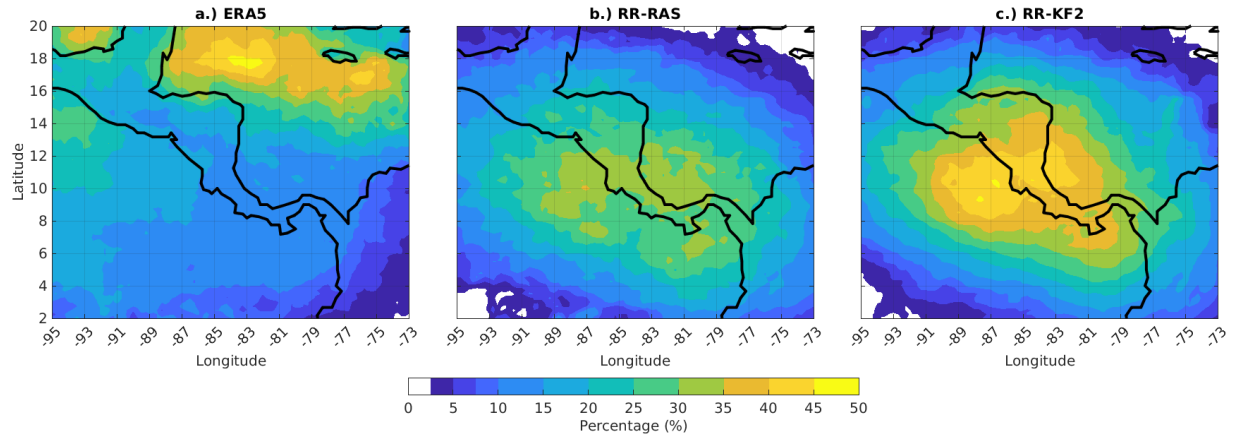 a.) ERA5
b.) RR-RAS
c.) RR-KF2
20
18
16
14
12
10
8
6
4
2
Latitude
-95 -93 -91 -89 -87 -85 -83 -81 -79 -77 -75 -73
-95 -93 -91 -89 -87 -85 -83 -81 -79 -77 -75 -73
-95 -93 -91 -89 -87 -85 -83 -81 -79 -77 -75 -73
Longitude
Longitude
Longitude
0 5 10 15 20 25 30 35 40 45 50
Percentage (%)